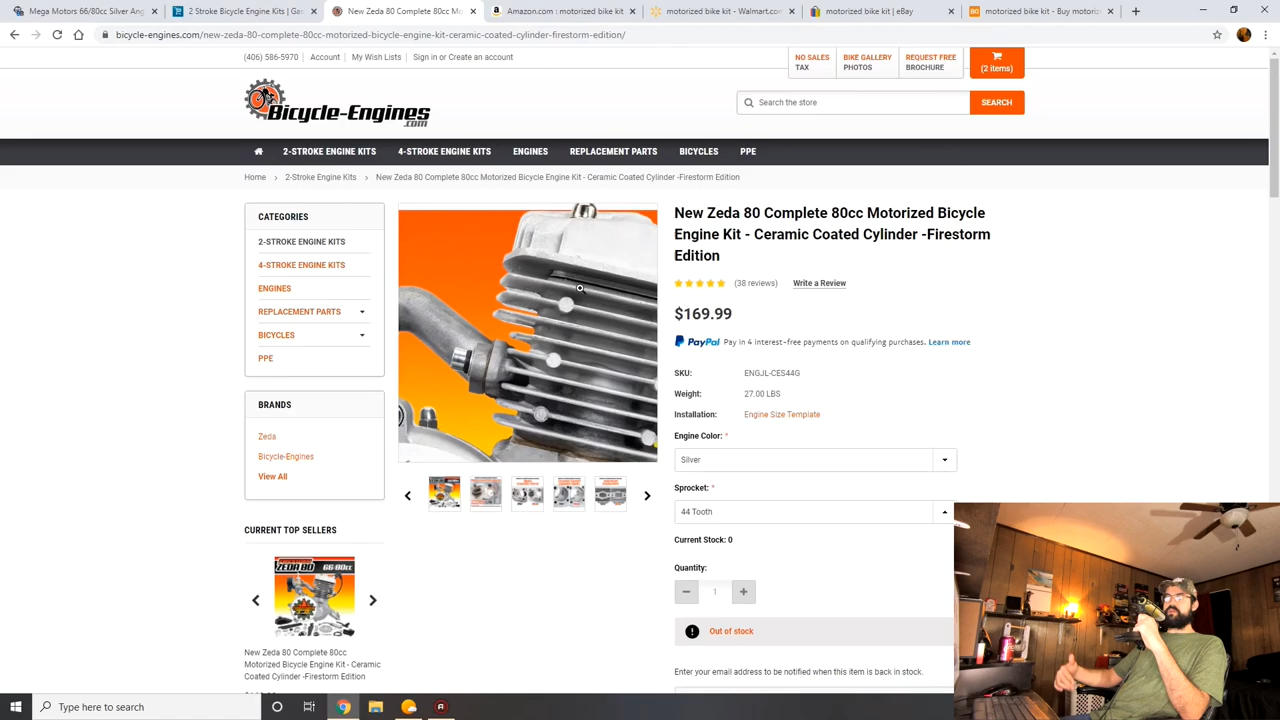 Mega Motors 66/80cc Silver Ang
2 Stroke Bicycle Engines | Gas
New Zeda 80 Complete 80cc Mo
Amazon.com : motorized bike kit
motorized bike kit - Walmart.com
motorized bike kit | eBay
motorized bike kit - Buy motoriz
bicycle-engines.com/new-zeda-80-complete-80cc-motorized-bicycle-engine-kit-ceramic-coated-cylinder-firestorm-edition/
(406) 586-5970 Account My Wish Lists Sign in or Create an account
NO SALES TAX
BIKE GALLERY PHOTOS
REQUEST FREE BROCHURE
(2 items)
Bicycle-Engines .com
Search the store
SEARCH
2-STROKE ENGINE KITS 4-STROKE ENGINE KITS ENGINES REPLACEMENT PARTS BICYCLES PPE
Home > 2-Stroke Engine Kits > New Zeda 80 Complete 80cc Motorized Bicycle Engine Kit - Ceramic Coated Cylinder -Firestorm Edition
CATEGORIES
2-STROKE ENGINE KITS
4-STROKE ENGINE KITS
ENGINES
REPLACEMENT PARTS
BICYCLES
PPE
BRANDS
Zeda
Bicycle-Engines
View All
CURRENT TOP SELLERS
ZEDA 80 66-80cc
New Zeda 80 Complete 80cc
Motorized Bicycle Engine Kit - Ceramic
Coated Cylinder -Firestorm Edition
New Zeda 80 Complete 80cc Motorized Bicycle
Engine Kit - Ceramic Coated Cylinder -Firestorm
Edition
(38 reviews) Write a Review
$169.99
PayPal Pay in 4 interest-free payments on qualifying purchases. Learn more
SKU: ENGJL-CES44G
Weight: 27.00 LBS
Installation: Engine Size Template
Engine Color: *
Silver
Sprocket: *
44 Tooth
Current Stock: 0
Quantity:
1
Out of stock
Enter your email address to be notified when this item is back in stock.
Type here to search